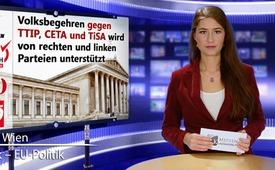 Volksbegehren gegen
TTIP, CETA und TiSA wird
von rechten und linken
Parteien unterstützt
Wien
– EU-Politik